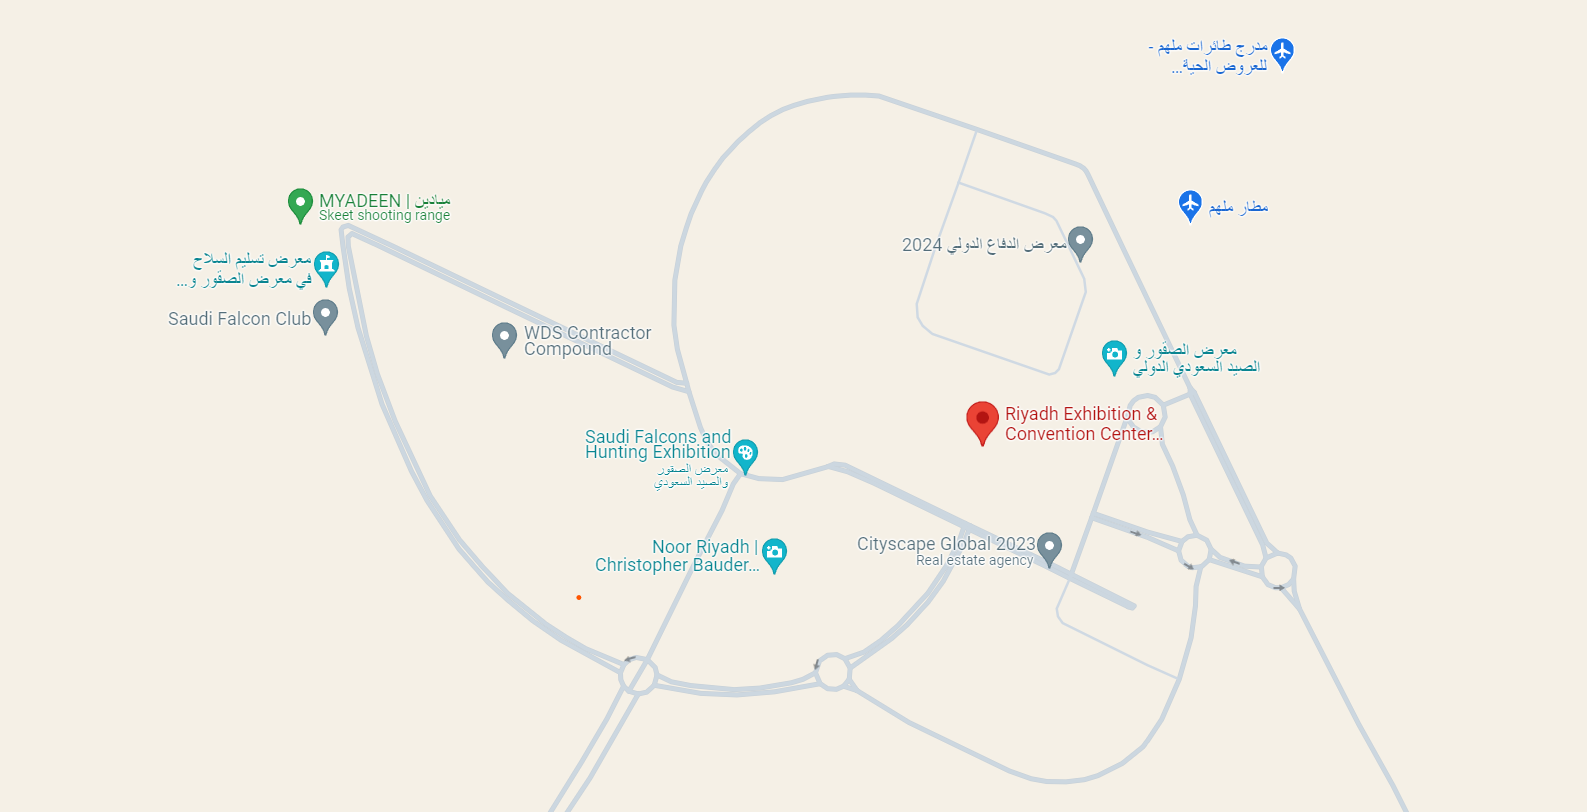 مدرج طائرات ملهم -
للعروض الحية...
MYADEEN | ميادين
Skeet shooting range
مطار ملهم
معرض الدفاع الدولي 2024
معرض تسليم السلاح
في معرض الصقور و...
Saudi Falcon Club
WDS Contractor
Compound
معرض الصقور و
الصيد السعودي الدولي
Riyadh Exhibition &
Convention Center...
Saudi Falcons and
Hunting Exhibition
معرض الصقور
والصيد السعودي
Cityscape Global 2023
Real estate agency
Noor Riyadh |
Christopher Bauder...